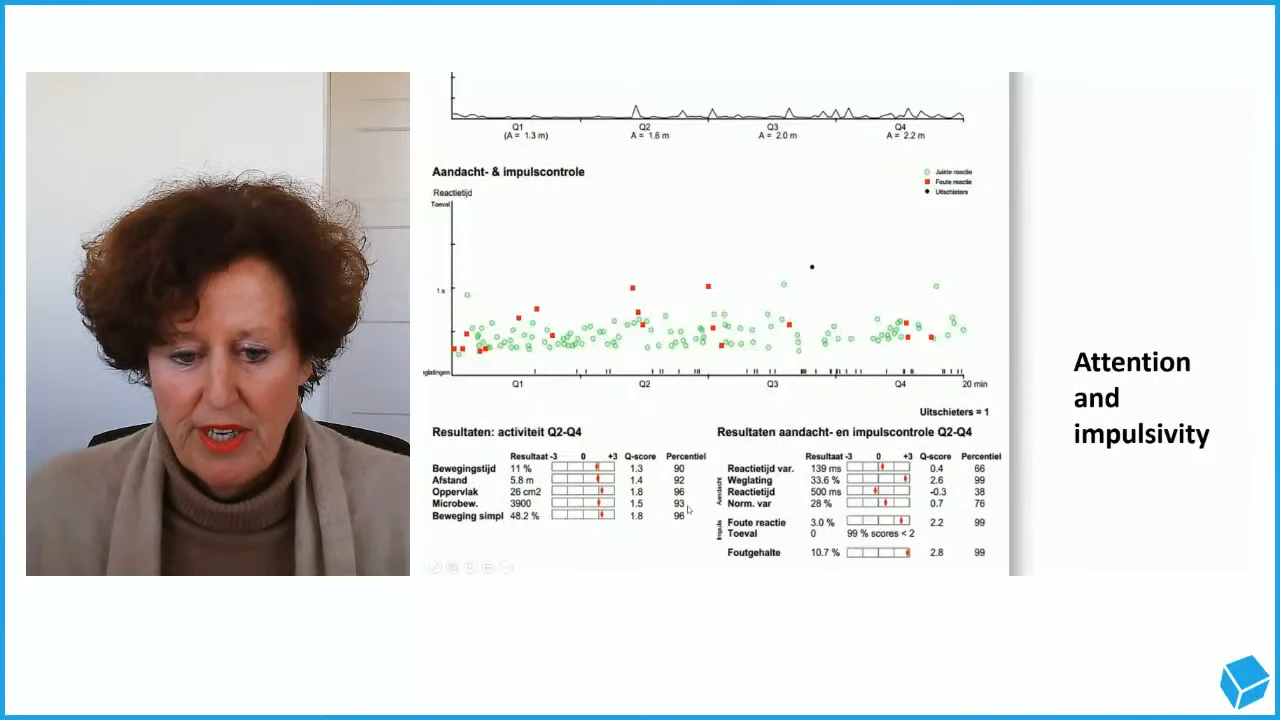 Q1 Q2 Q3 Q4
(A = 1.3 m) A = 1.6 m A = 2.0 m A = 2.2 m
Aandacht- & impulscontrole
Juiste reactie
Foute reactie
Uitschieters
Reactietijd
Toeval
1 s
eglatingen
Q1 Q2 Q3 Q4 20 min
Uitschieters = 1
Resultaten: activiteit Q2-Q4
Resultaat -3 0 +3 Q-score Percentiel
Bewegingstijd 11 % 1.3 90
Afstand 5.8 m 1.4 92
Oppervlak 26 cm2 1.8 96
Microbew. 3900 1.5 93
Beweging simpl 48.2 % 1.8 96
Resultaten aandacht- en impulscontrole Q2-Q4
Resultaat -3 0 +3 Q-score Percentiel
Aandacht
Reactietijd var. 139 ms 0.4 66
Weglating 33.6 % 2.6 99
Reactietijd 500 ms -0.3 38
Norm. var 28 % 0.7 76
Impuls
Foute reactie 3.0 % 2.2 99
Toeval 0 99 % scores < 2
Foutgehalte 10.7 % 2.8 99
Attention
and
impulsivity